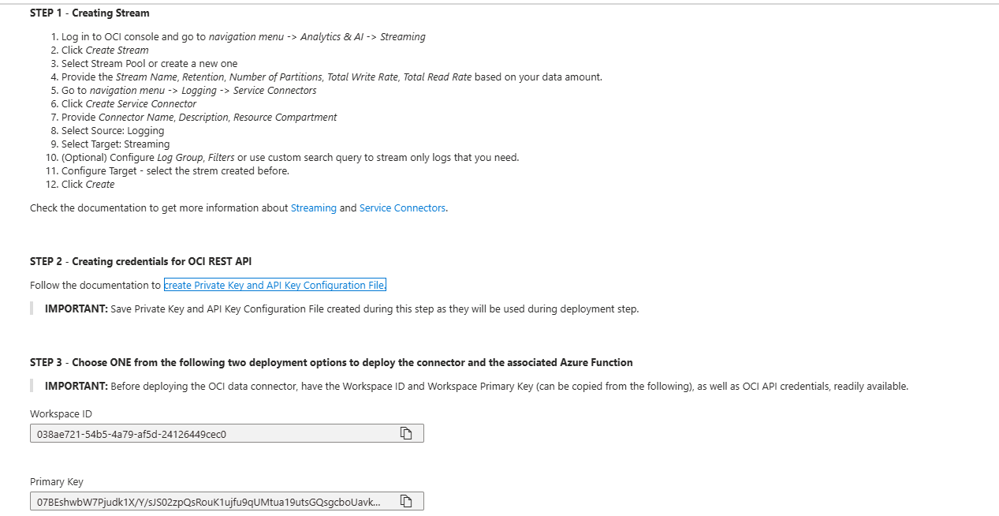 STEP 1 - Creating Stream
1. Log in to OCI console and go to navigation menu -> Analytics & AI -> Streaming
2. Click Create Stream
3. Select Stream Pool or create a new one
4. Provide the Stream Name, Retention, Number of Partitions, Total Write Rate, Total Read Rate based on your data amount.
5. Go to navigation menu -> Logging -> Service Connectors
6. Click Create Service Connector
7. Provide Connector Name, Description, Resource Compartment
8. Select Source: Logging
9. Select Target: Streaming
10. (Optional) Configure Log Group, Filters or use custom search query to stream only logs that you need.
11. Configure Target - select the strem created before.
12. Click Create
Check the documentation to get more information about Streaming and Service Connectors.
STEP 2 - Creating credentials for OCI REST API
Follow the documentation to create Private Key and API Key Configuration File.
IMPORTANT: Save Private Key and API Key Configuration File created during this step as they will be used during deployment step.
STEP 3 - Choose ONE from the following two deployment options to deploy the connector and the associated Azure Function
IMPORTANT: Before deploying the OCI data connector, have the Workspace ID and Workspace Primary Key (can be copied from the following), as well as OCI API credentials, readily available.
Workspace ID
038ae721-54b5-4a79-af5d-24126449cec0
Primary Key
07BEshwbW7Pjudk1X/Y/sJS02zpQsRouK1ujfu9qUMtua19utsGQsgcboUavk...